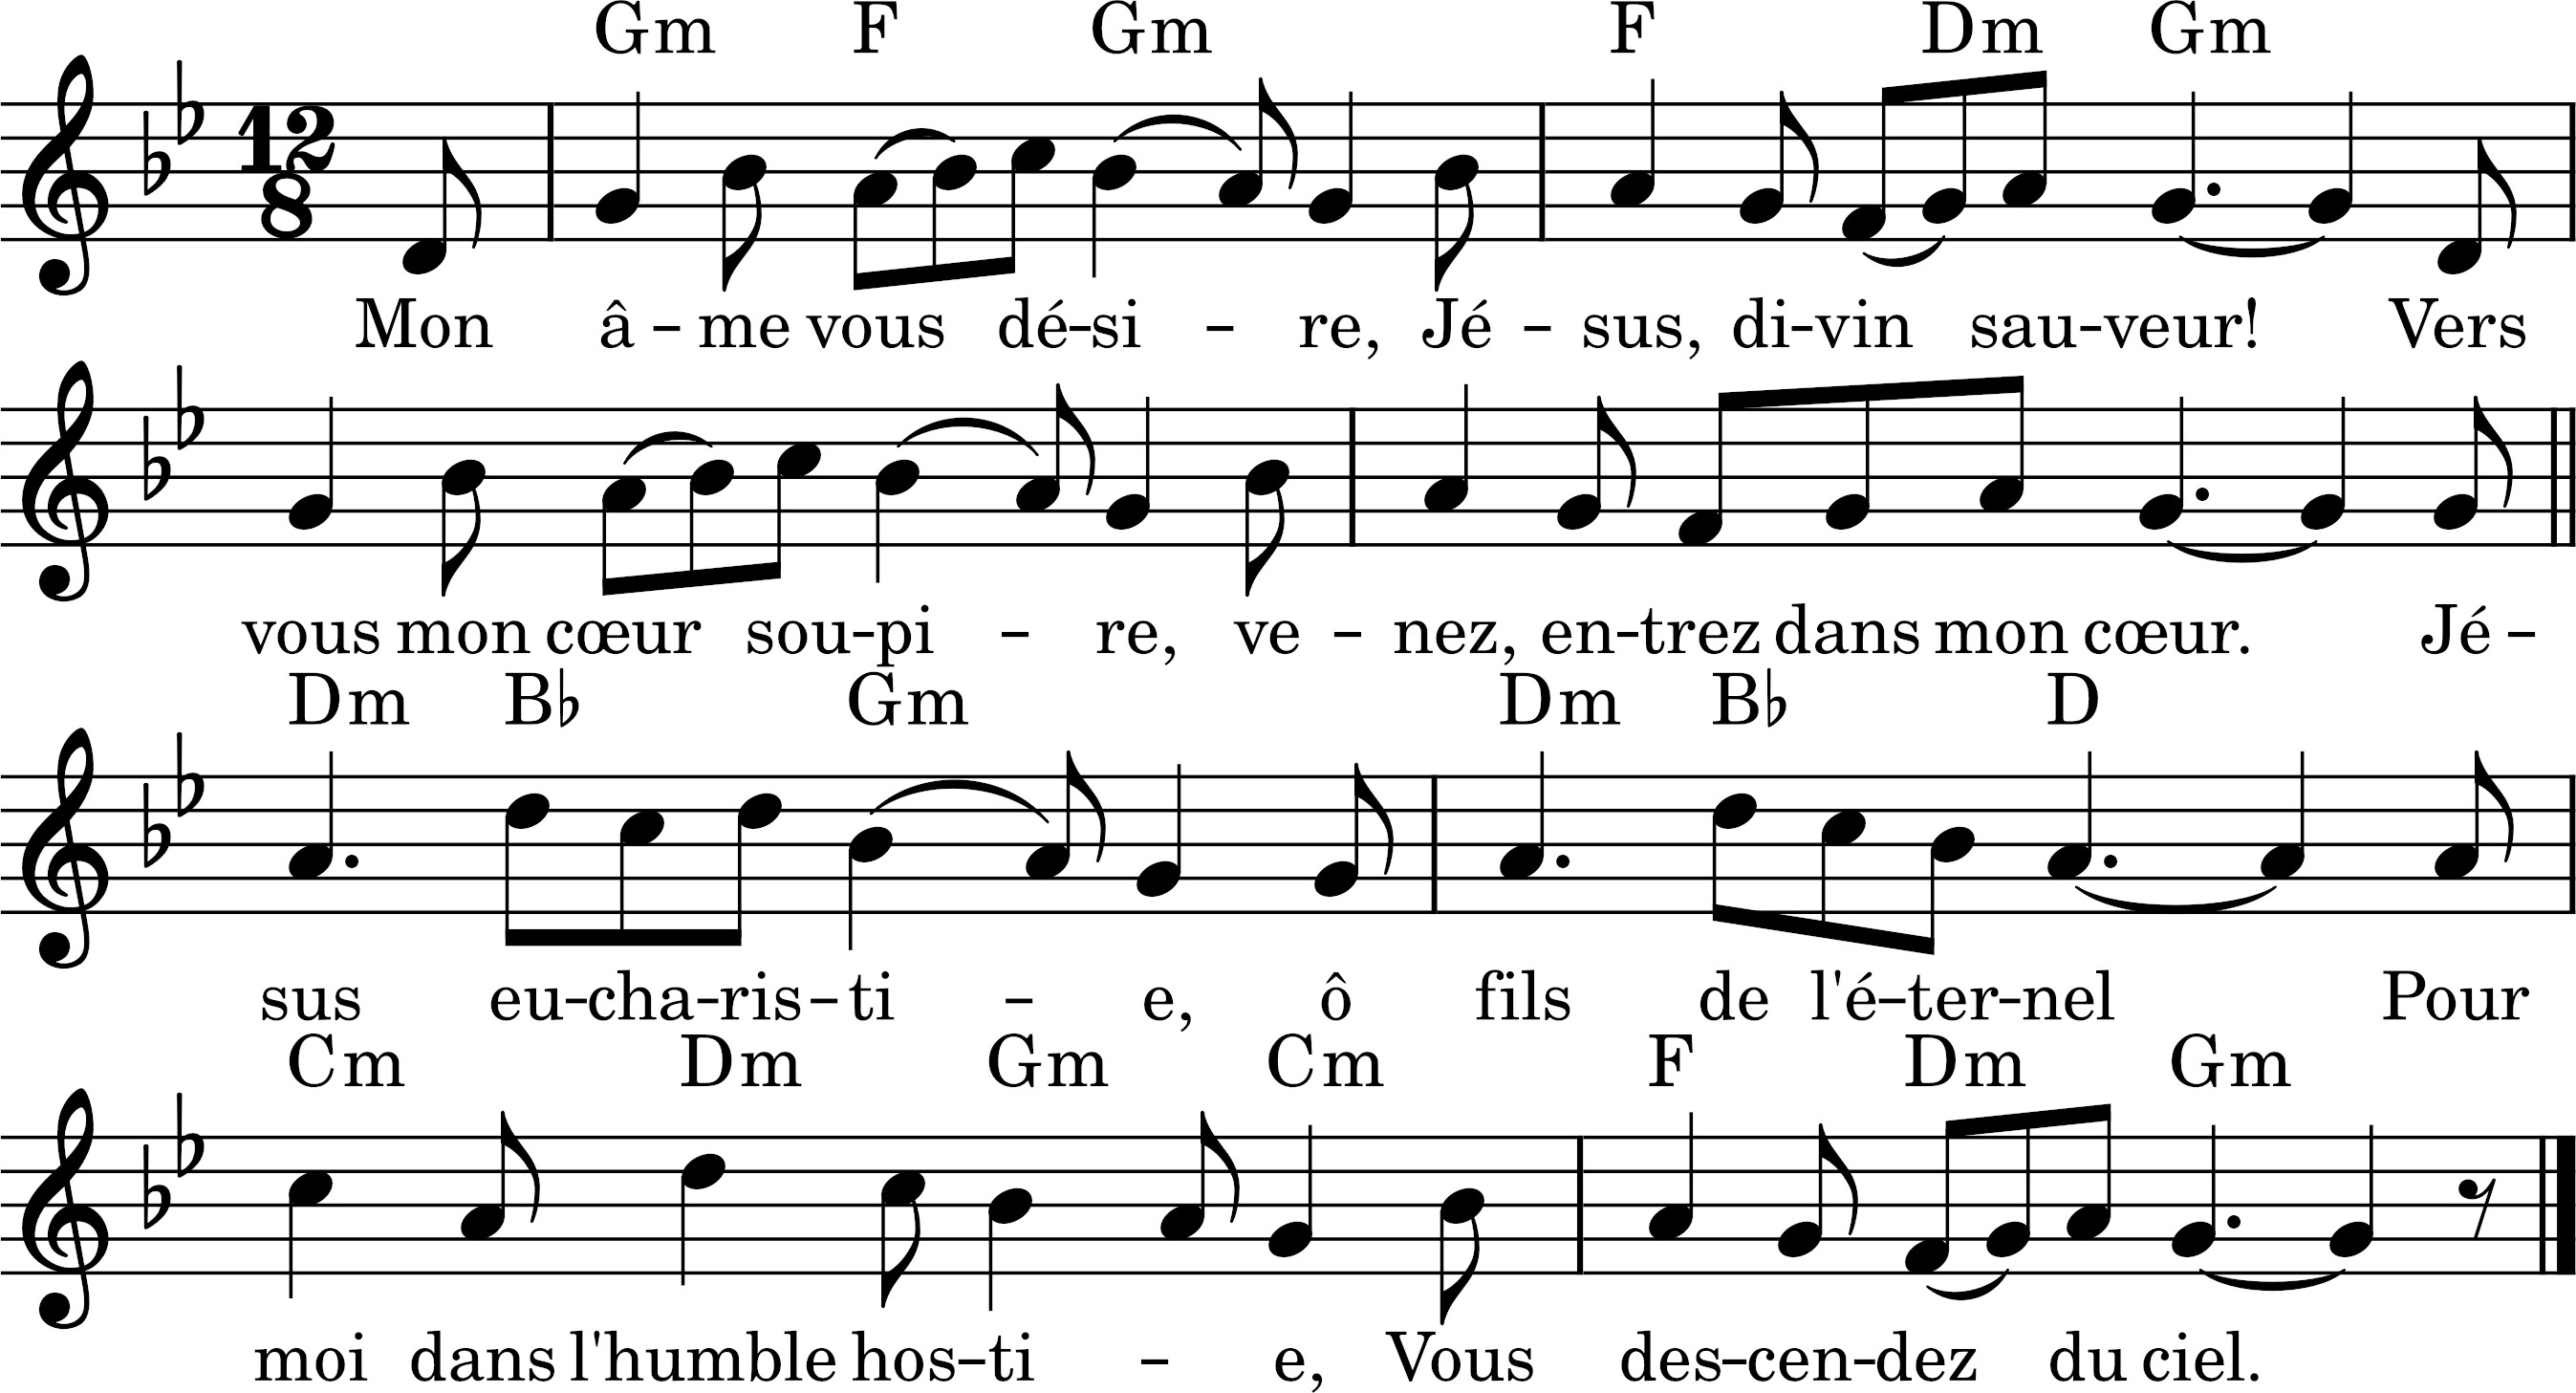 Gm F Gm F Dm Gm
12
8
Mon â – me vous dé-si – re, Jé – sus, di-vin sau-veur! Vers
vous mon cœur sou-pi – re, ve – nez, en-trez dans mon cœur. Jé –
Dm B♭ Gm Dm B♭ D
sus eu-cha-ris–ti – e, ô fils de l'é–ter-nel Pour
Cm Dm Gm Cm F Dm Gm
moi dans l'humble hos–ti – e, Vous des-cen-dez du ciel.